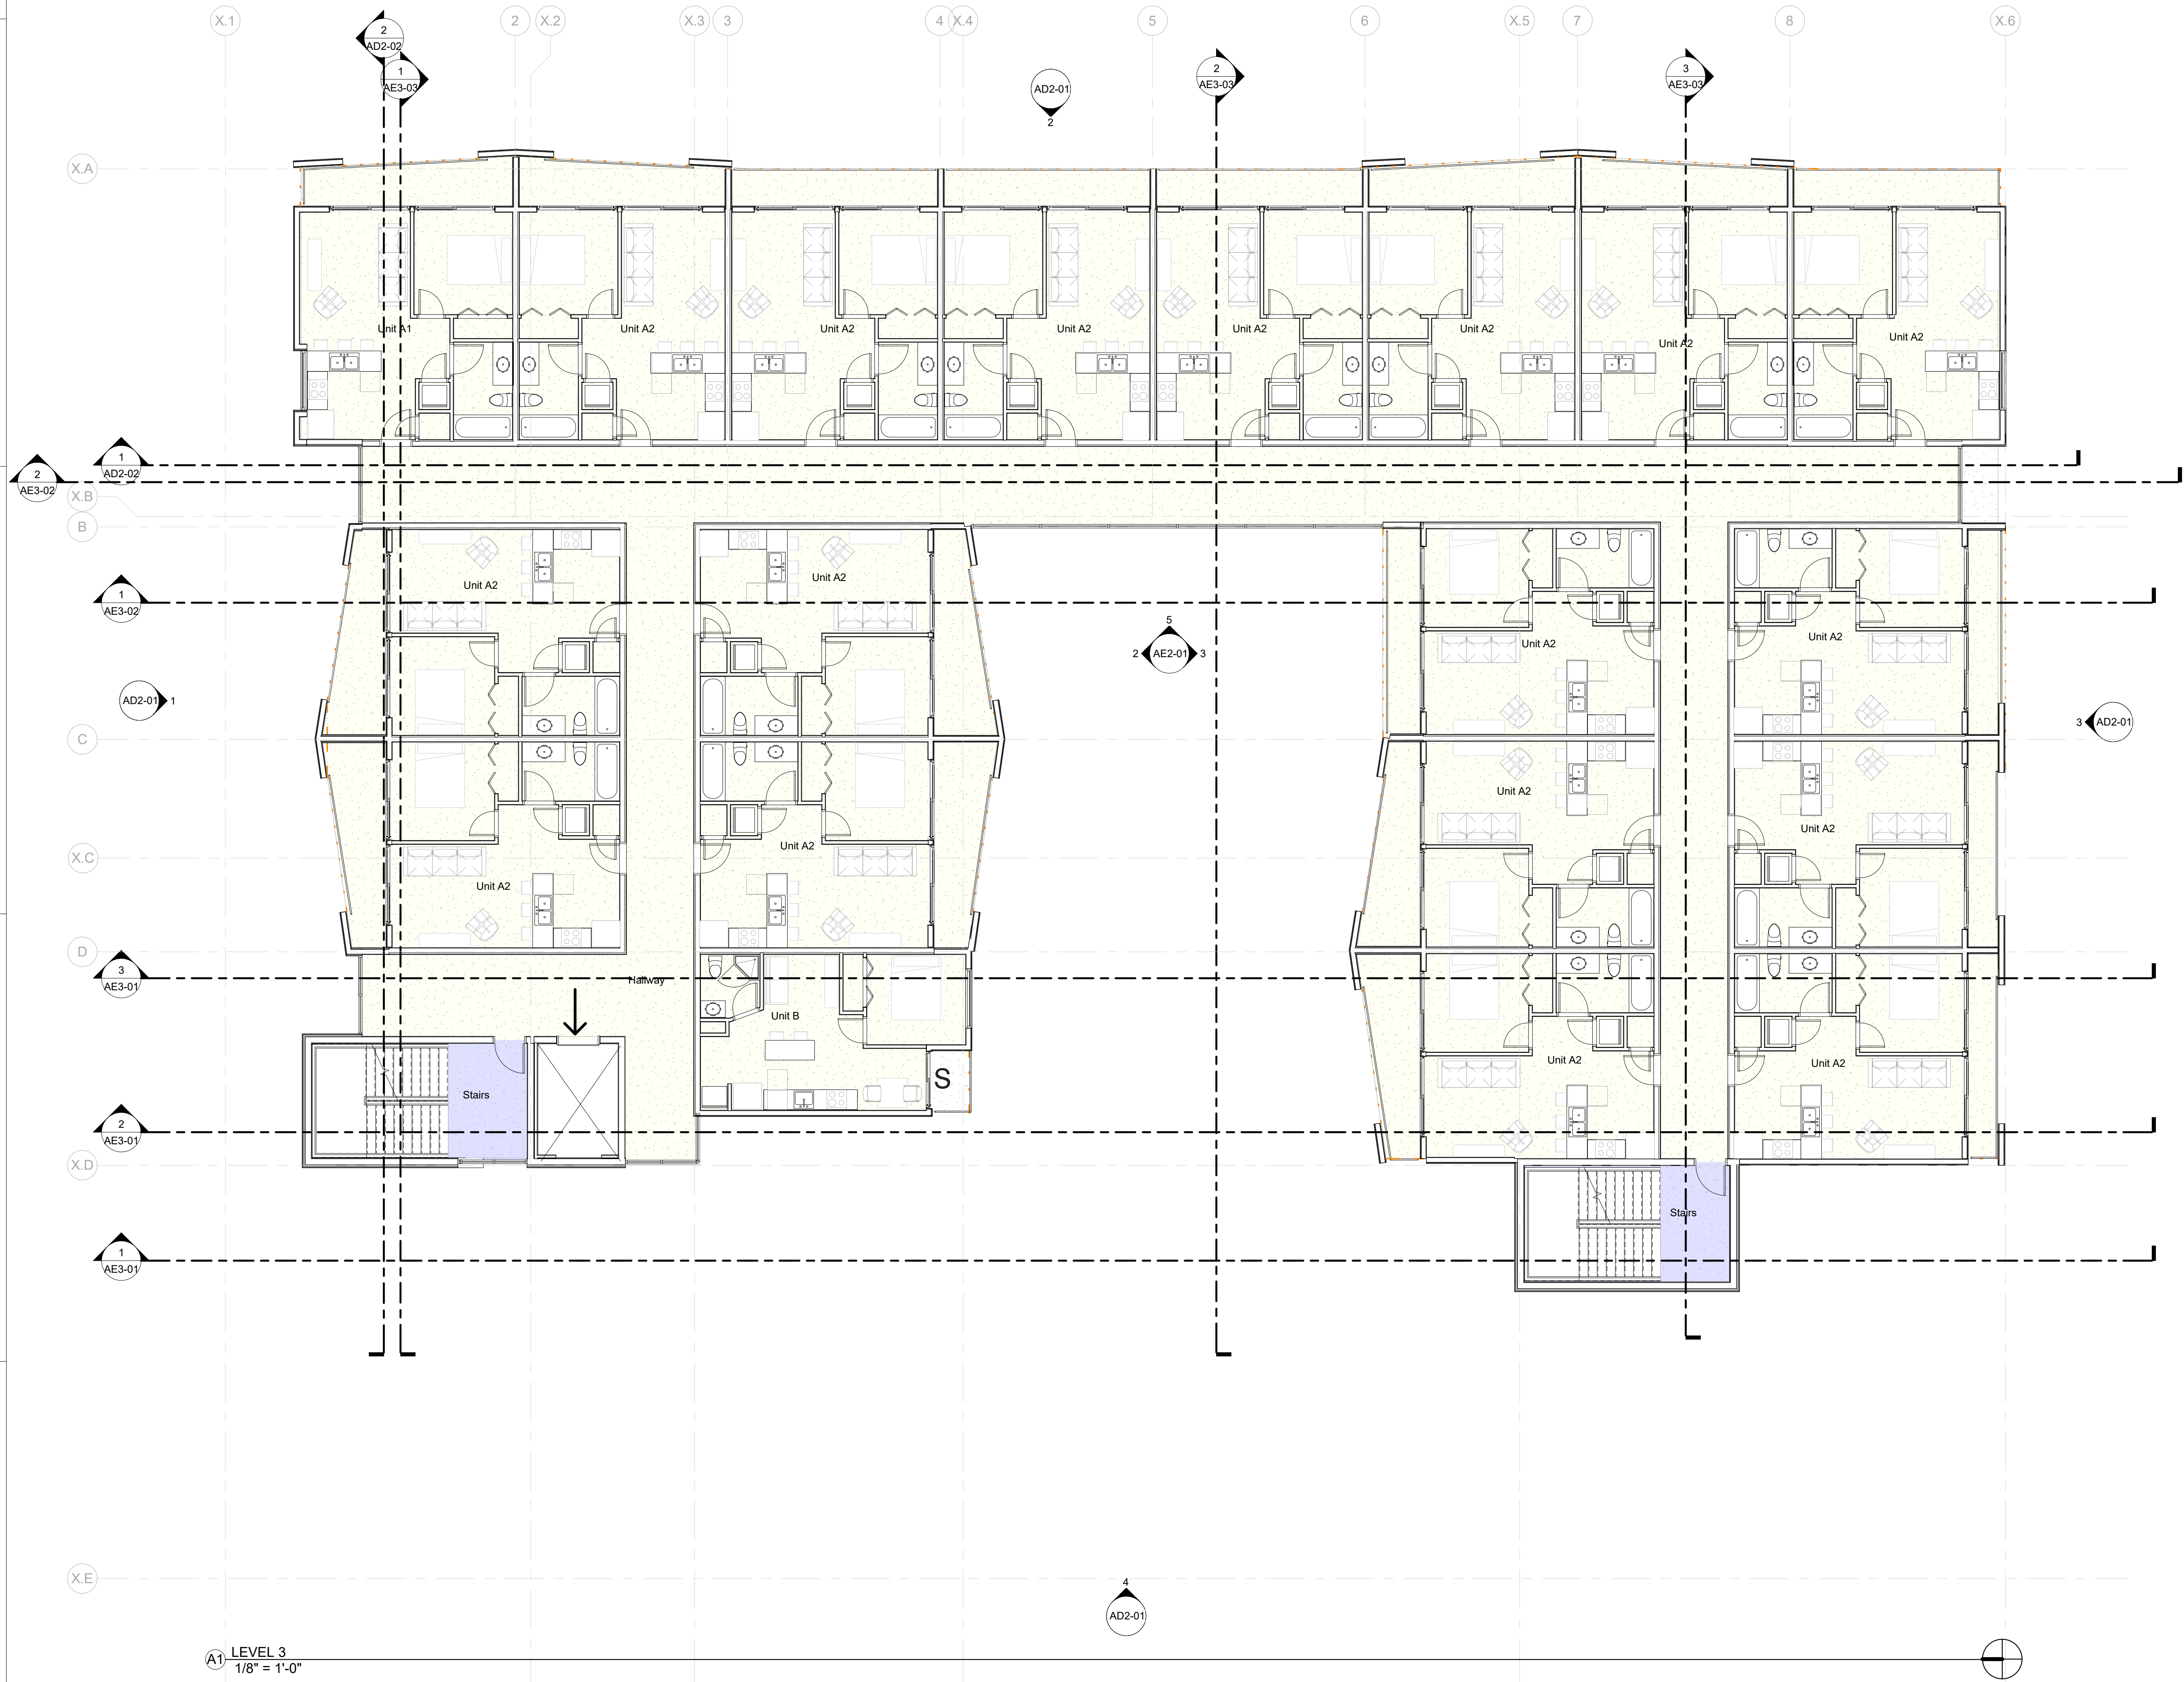 X.1
2
X.2
X.3
3
4
X.4
5
6
X.5
7
8
X.6
2
AD2-02
1
AE3-03
AD2-01
2
2
AE3-03
3
AE3-03
X.A
Unit A1
Unit A2
Unit A2
Unit A2
Unit A2
Unit A2
Unit A2
Unit A2
1
AD2-02
2
AE3-02
X.B
B
Unit A2
Unit A2
1
AE3-02
5
2
AE2-01
3
Unit A2
Unit A2
AD2-01
1
3
AD2-01
C
Unit A2
Unit A2
Unit A2
X.C
Unit A2
D
3
AE3-01
Hallway
Unit B
Unit A2
Unit A2
S
Stairs
2
AE3-01
X.D
Stairs
1
AE3-01
X.E
4
AD2-01
A1
LEVEL 3
1/8" = 1'-0"